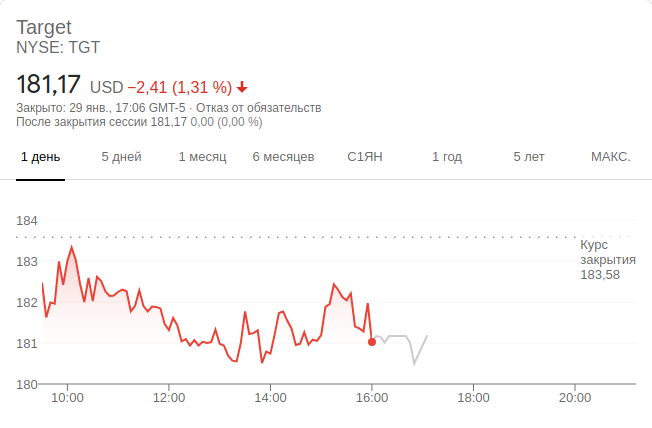 Target
NYSE: TGT
181,17 USD −2,41 (1,31 %)
Закрыто: 29 янв., 17:06 GMT-5 · Отказ от обязательств
После закрытия сессии 181,17 0,00 (0,00 %)
1 день 5 дней 1 месяц 6 месяцев С1ЯН 1 год 5 лет МАКС.
184
Курс
закрытия
183,58
183
182
181
180
10:00 12:00 14:00 16:00 18:00 20:00